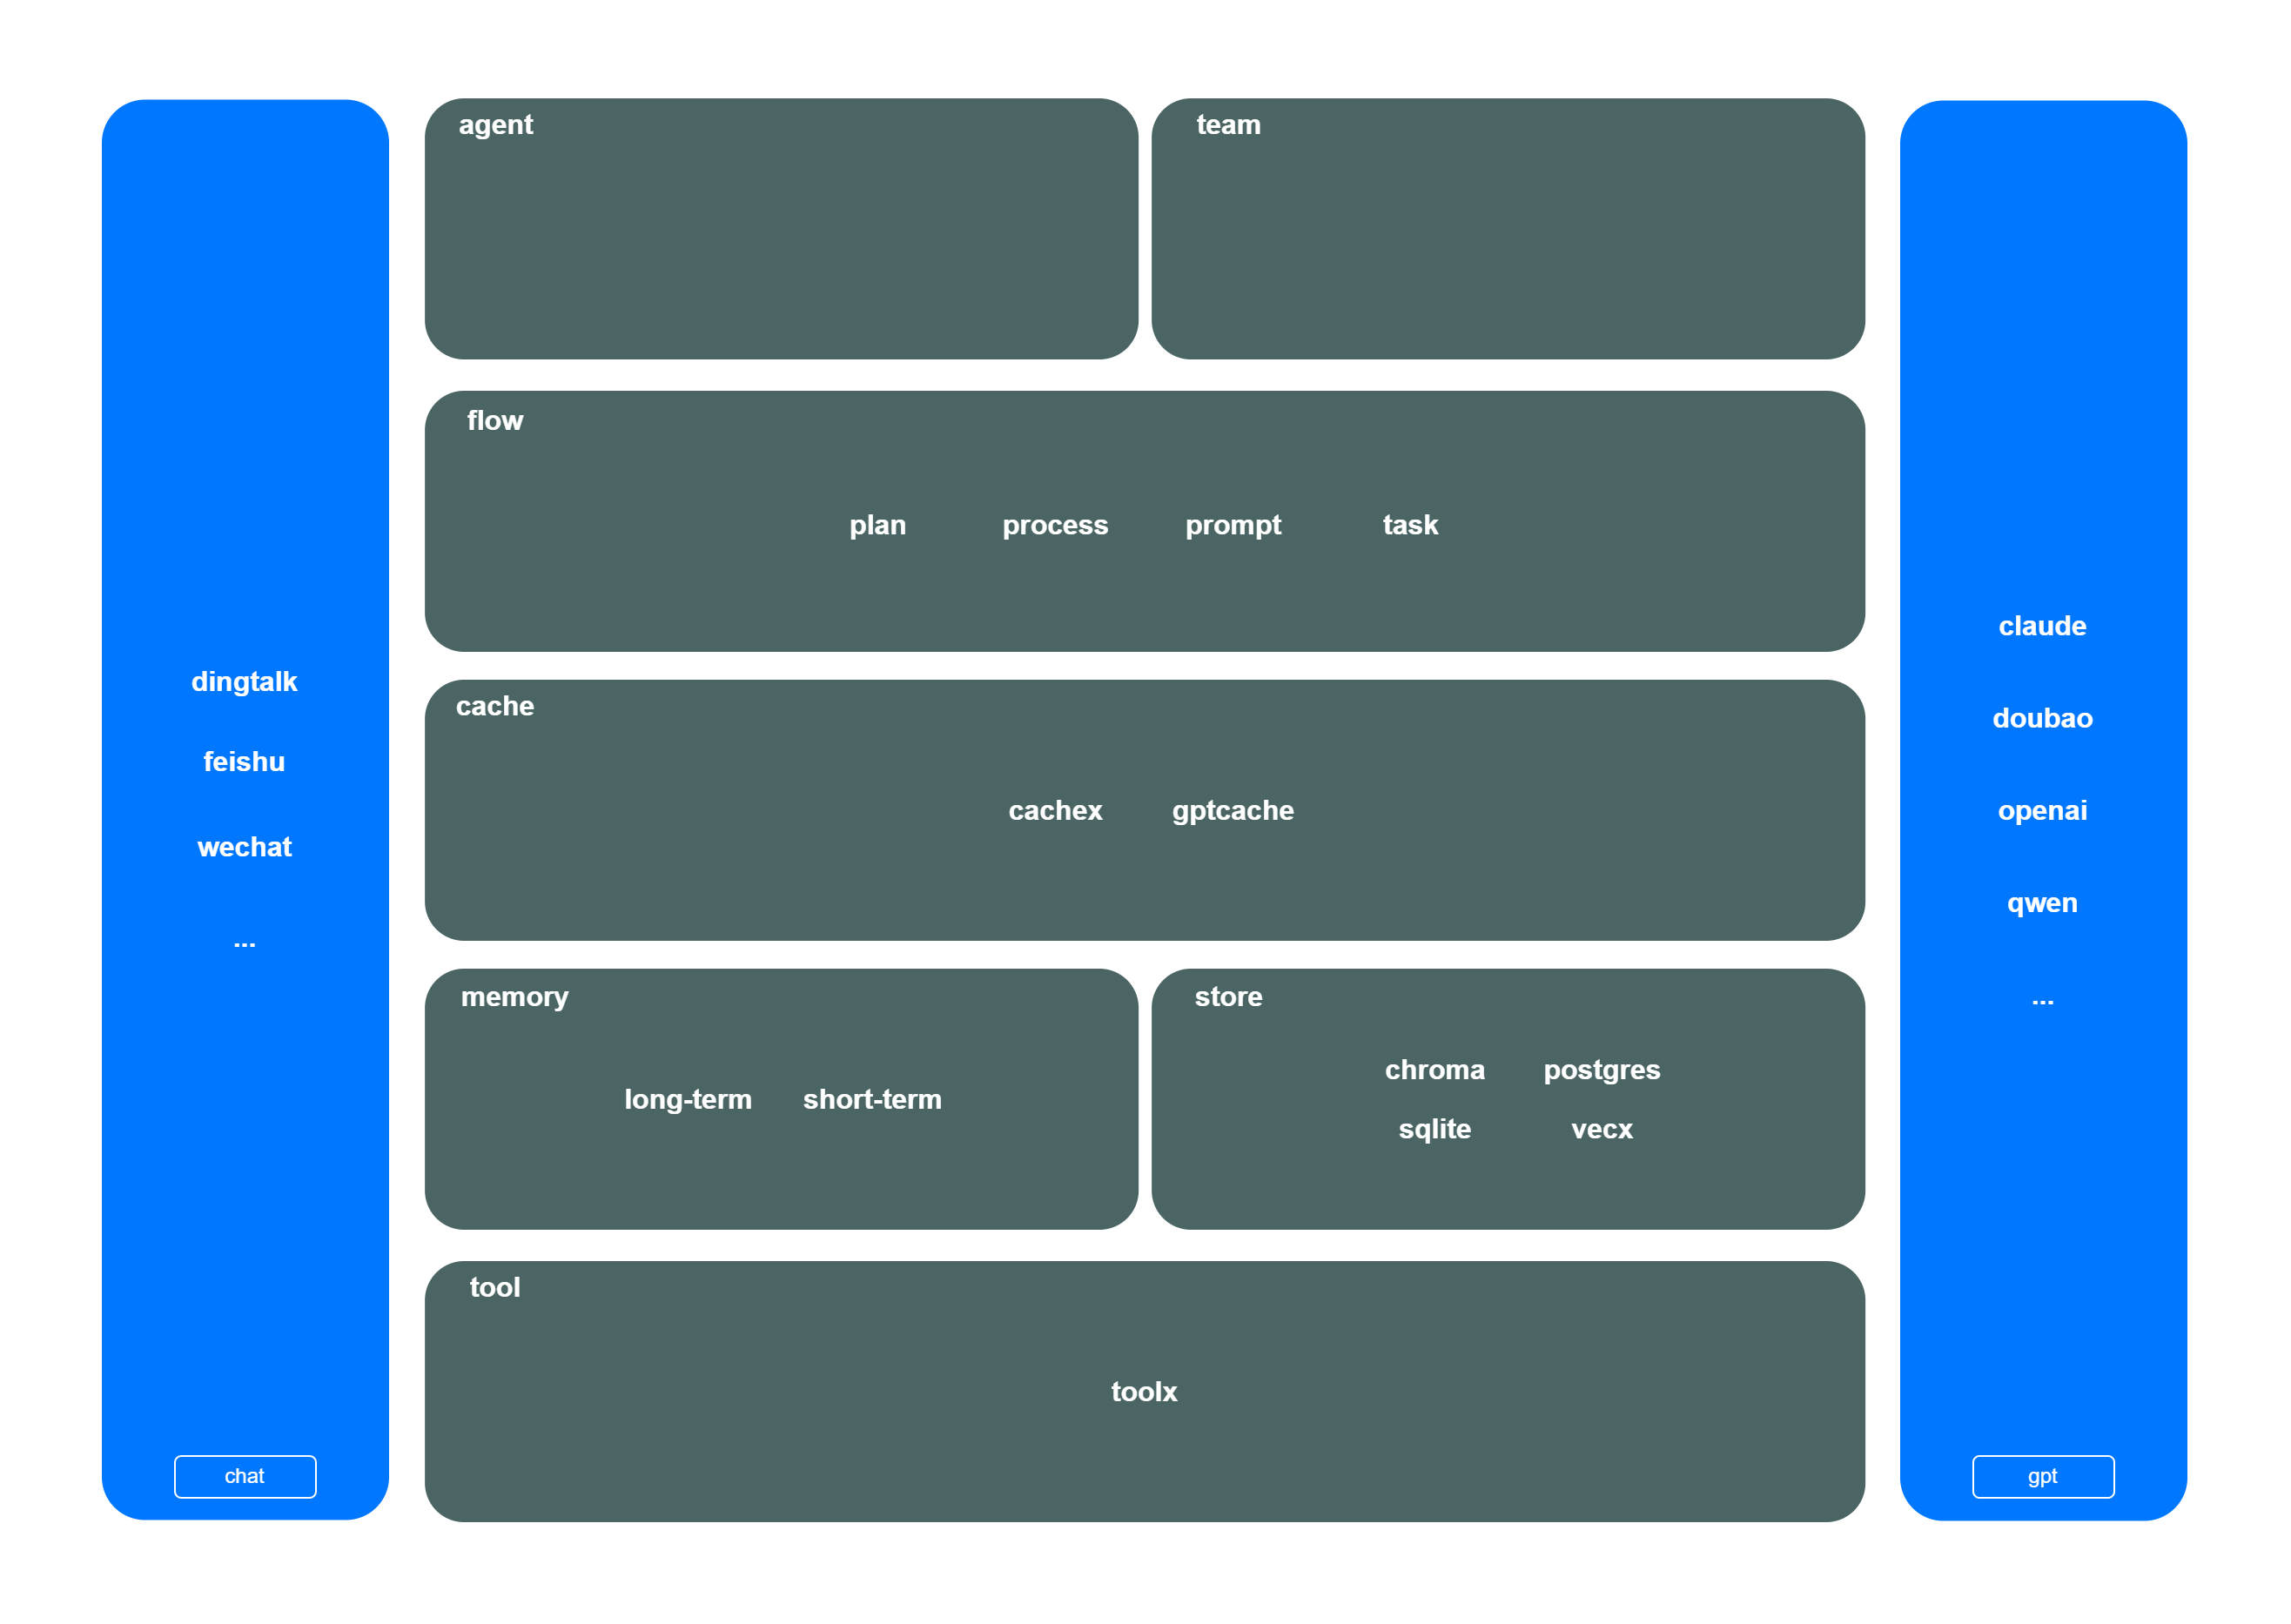 dingtalk
feishu
wechat
...
chat
agent
team
flow
plan process prompt task
cache
cachex gptcache
memory
long-term short-term
store
chroma postgres
sqlite vecx
tool
toolx
claude
doubao
openai
qwen
...
gpt